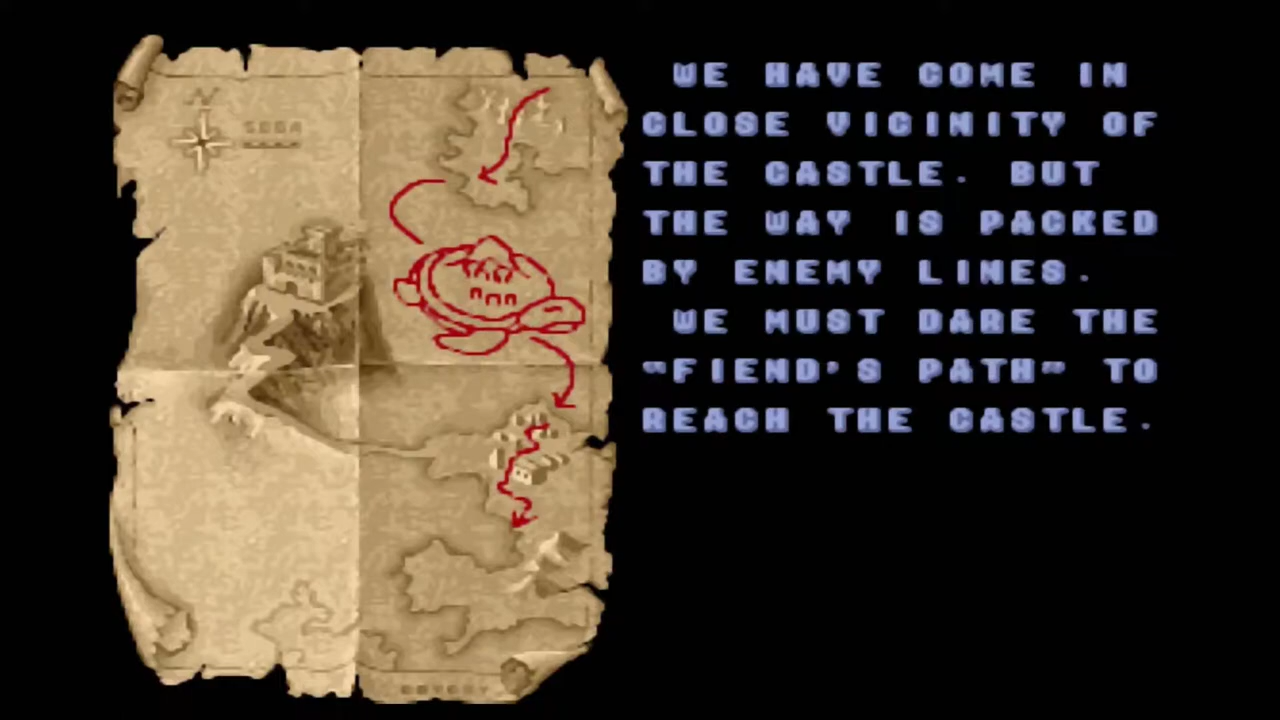 WE HAVE COME IN
CLOSE VICINITY OF
THE CASTLE. BUT
THE WAY IS PACKED
BY ENEMY LINES.
WE MUST DARE THE
"FIEND'S PATH" TO
REACH THE CASTLE.
N
SEGA